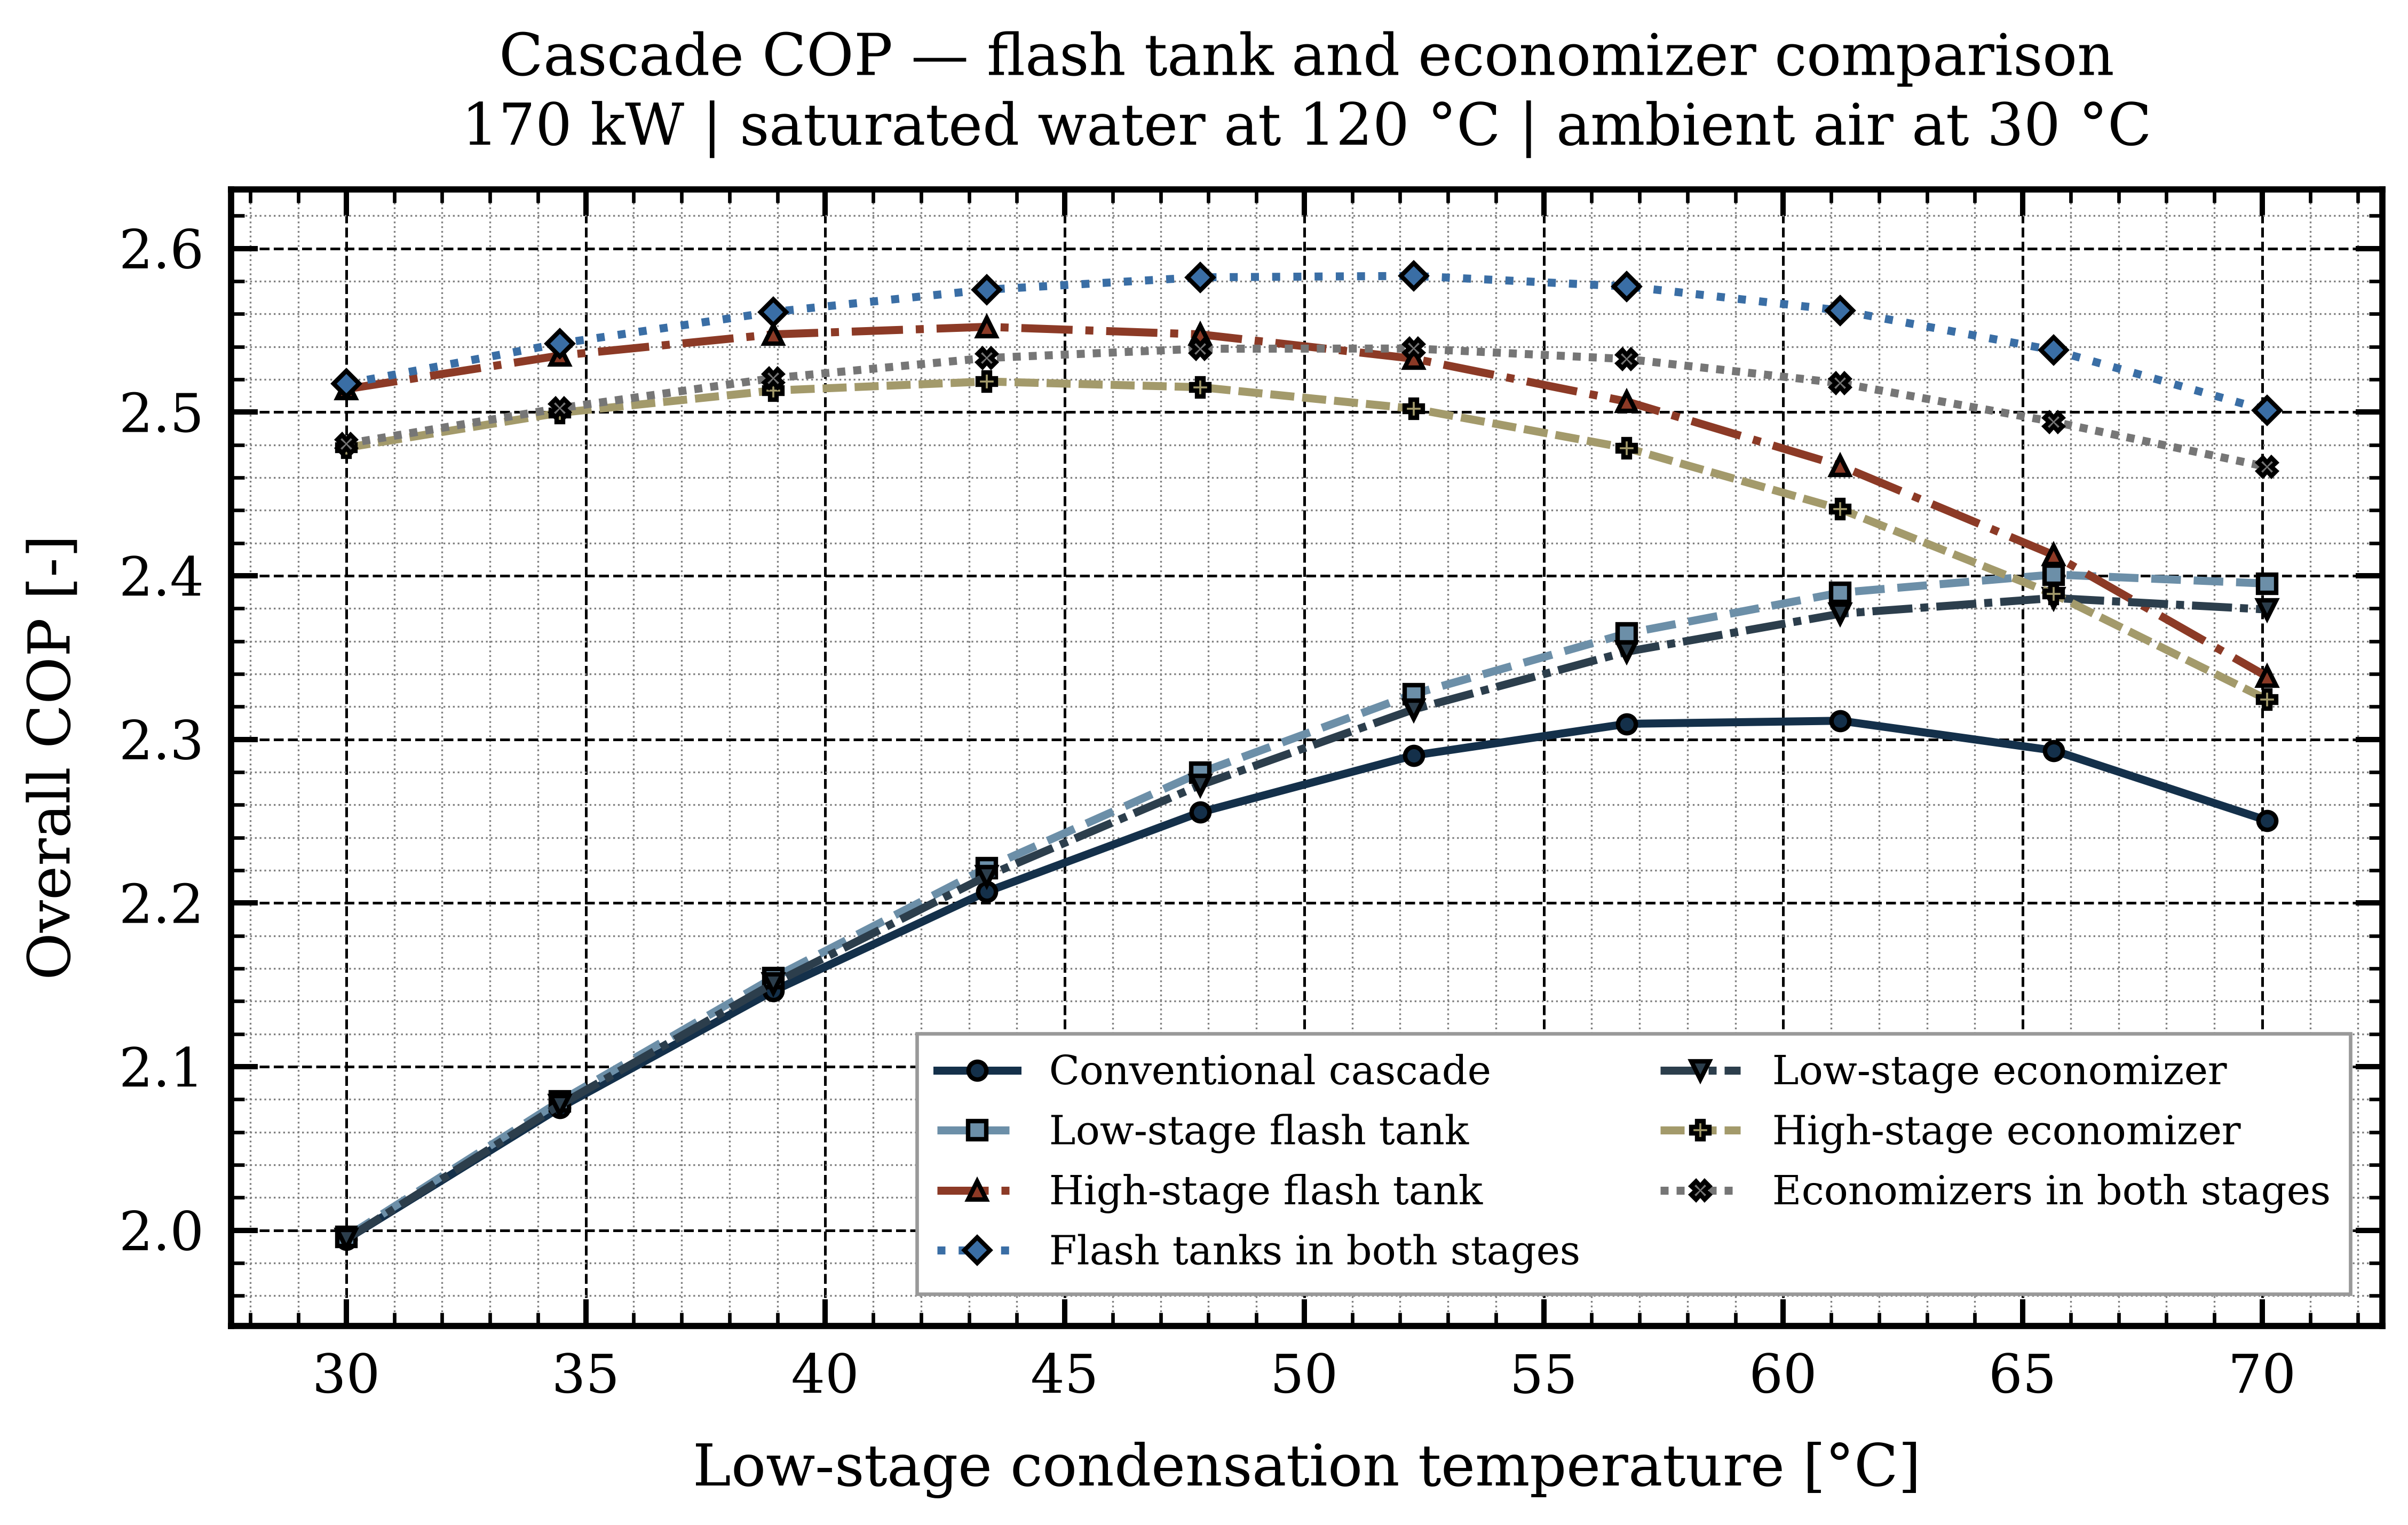 Cascade COP — flash tank and economizer comparison
170 kW | saturated water at 120 °C | ambient air at 30 °C
Overall COP [-]
2.6
2.5
2.4
2.3
2.2
2.1
2.0
Conventional cascade
Low-stage flash tank
High-stage flash tank
Flash tanks in both stages
Low-stage economizer
High-stage economizer
Economizers in both stages
30 35 40 45 50 55 60 65 70
Low-stage condensation temperature [°C]